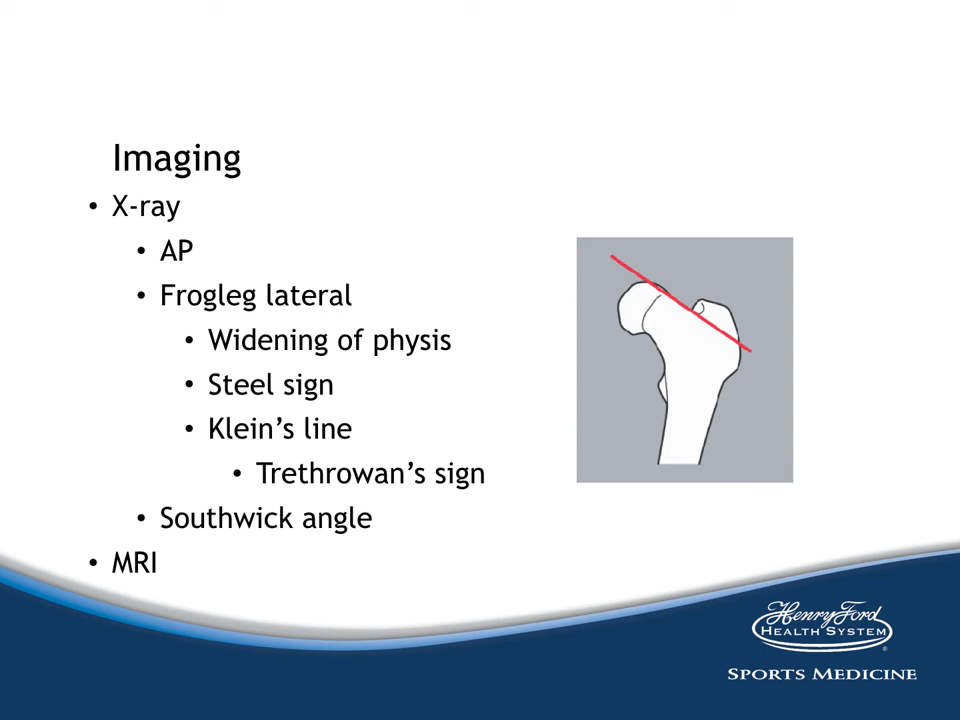 Imaging
• X-ray
• AP
• Frogleg lateral
• Widening of physis
• Steel sign
• Klein’s line
• Trethrowan’s sign
• Southwick angle
• MRI
Henry Ford
HEALTH SYSTEM
®
SPORTS MEDICINE